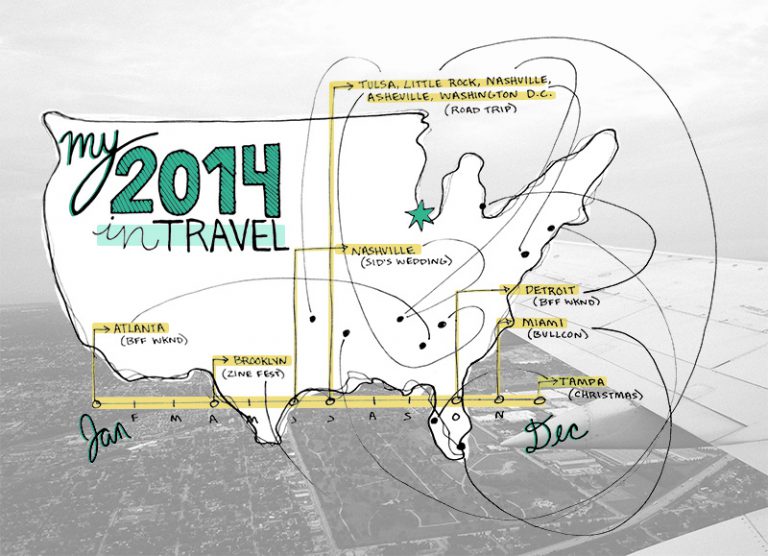 my
2014
in TRAVEL
TULSA, LITTLE ROCK, NASHVILLE,
ASHEVILLE, WASHINGTON D.C.
(ROAD TRIP)
NASHVILLE
(SID'S WEDDING)
DETROIT
(BFF WKND)
ATLANTA
(BFF WKND)
MIAMI
(BULLCON)
BROOKLYN
(ZINE FEST)
TAMPA
(CHRISTMAS)
Jan F M A M J J A S O N Dec